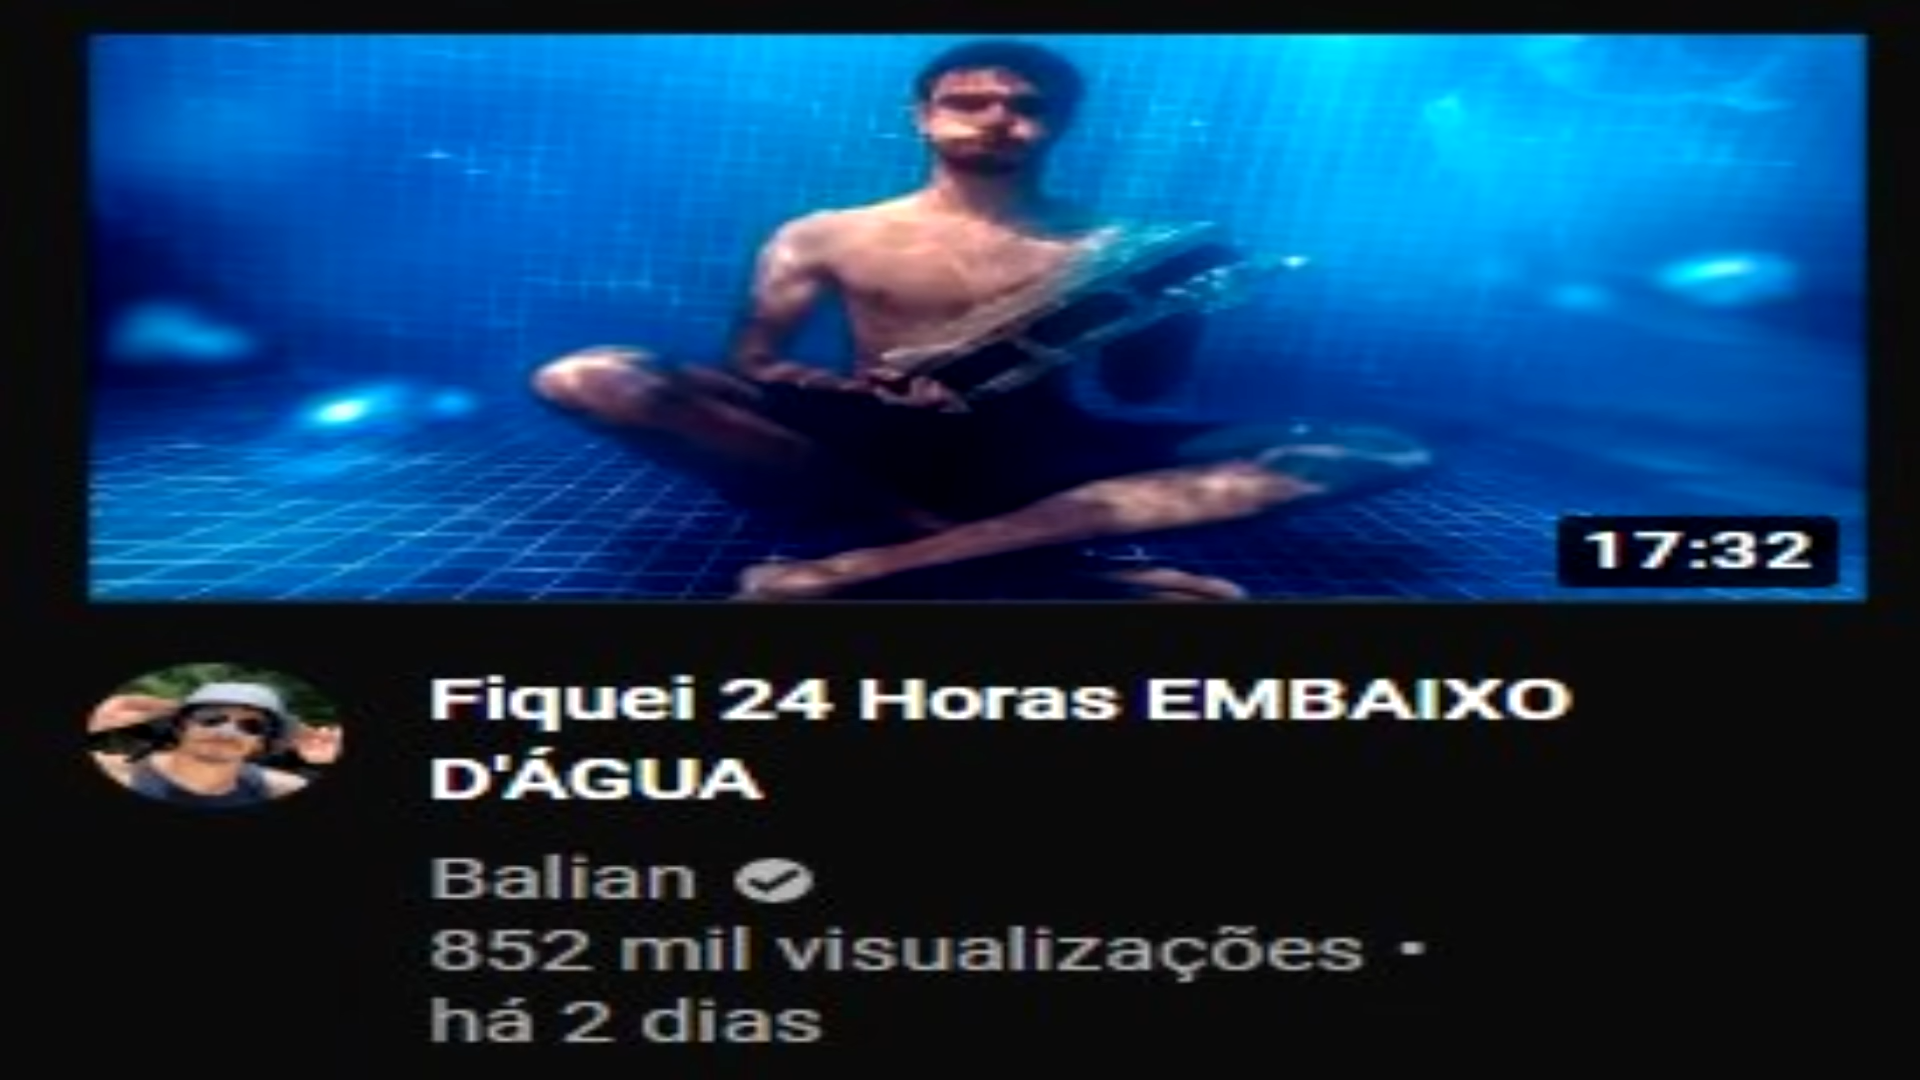 17:32
Fiquei 24 Horas EMBAIXO
D'ÁGUA
Balian
852 mil visualizações •
há 2 dias